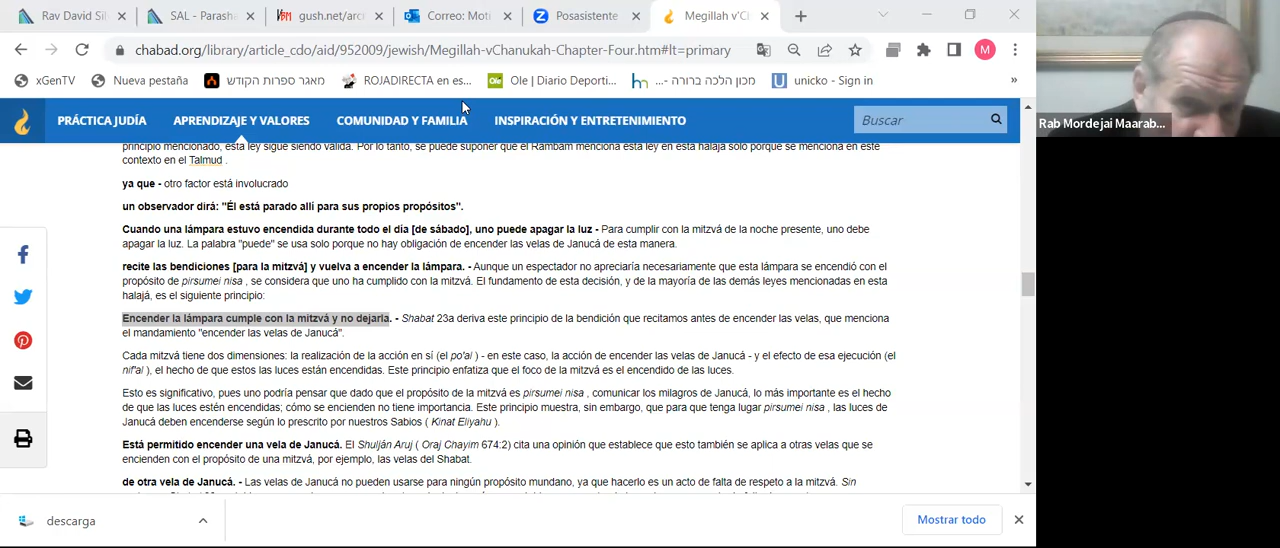 Rav David Sil
SAL - Parasha
gush.net/arc
Correo: Moti
Posasistente
Megillah v'Cl
chabad.org/library/article_cdo/aid/952009/jewish/Megillah-vChanukah-Chapter-Four.htm#lt=primary
M
xGenTV
Nueva pestaña
מאגר ספרות הקודש
ROJADIRECTA en es...
Ole | Diario Deporti...
מכון הלכה ברורה -...
unicko - Sign in
»
PRÁCTICA JUDÍA
APRENDIZAJE Y VALORES
COMUNIDAD Y FAMILIA
INSPIRACIÓN Y ENTRETENIMIENTO
Buscar
Rab Mordejai Maarab...
principio mencionado, esta ley sigue siendo válida. Por lo tanto, se puede suponer que el Rambam menciona esta ley en esta halajá solo porque se menciona en este
contexto en el Talmud .
ya que - otro factor está involucrado
un observador dirá: "Él está parado allí para sus propios propósitos".
Cuando una lámpara estuvo encendida durante todo el día [de sábado], uno puede apagar la luz - Para cumplir con la mitzvá de la noche presente, uno debe
apagar la luz. La palabra "puede" se usa solo porque no hay obligación de encender las velas de Janucá de esta manera.
recite las bendiciones [para la mitzvá] y vuelva a encender la lámpara. - Aunque un espectador no apreciaría necesariamente que esta lámpara se encendió con el
propósito de pirsumei nisa , se considera que uno ha cumplido con la mitzvá. El fundamento de esta decisión, y de la mayoría de las demás leyes mencionadas en esta
halajá, es el siguiente principio:
Encender la lámpara cumple con la mitzvá y no dejarla. - Shabat 23a deriva este principio de la bendición que recitamos antes de encender las velas, que menciona
el mandamiento "encender las velas de Janucá".
Cada mitzvá tiene dos dimensiones: la realización de la acción en sí (el po'al ) - en este caso, la acción de encender las velas de Janucá - y el efecto de esa ejecución (el
nif'al ), el hecho de que estos las luces están encendidas. Este principio enfatiza que el foco de la mitzvá es el encendido de las luces.
Esto es significativo, pues uno podría pensar que dado que el propósito de la mitzvá es pirsumei nisa , comunicar los milagros de Janucá, lo más importante es el hecho
de que las luces estén encendidas; cómo se encienden no tiene importancia. Este principio muestra, sin embargo, que para que tenga lugar pirsumei nisa , las luces de
Janucá deben encenderse según lo prescrito por nuestros Sabios ( Kinat Eliyahu ).
Está permitido encender una vela de Janucá. El Shulján Aruj ( Oraj Chayim 674:2) cita una opinión que establece que esto también se aplica a otras velas que se
encienden con el propósito de una mitzvá, por ejemplo, las velas del Shabat.
de otra vela de Janucá. - Las velas de Janucá no pueden usarse para ningún propósito mundano, ya que hacerlo es un acto de falta de respeto a la mitzvá. Sin
descarga
Mostrar todo